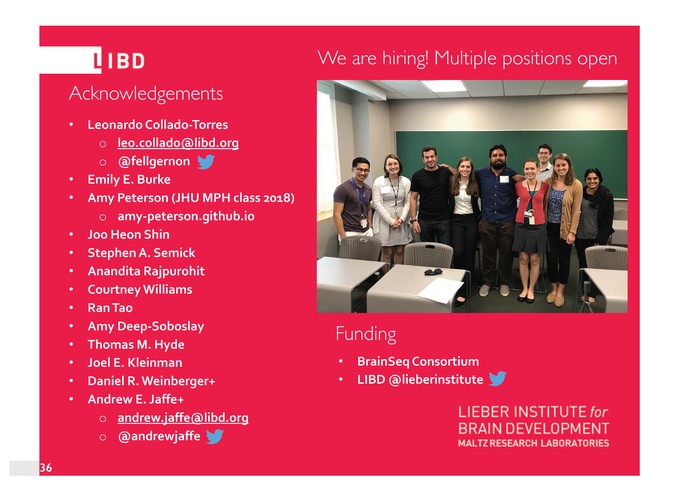 LIBD
Acknowledgements
• Leonardo Collado-Torres
o leo.collado@libd.org
o @fellgernon
• Emily E. Burke
• Amy Peterson (JHU MPH class 2018)
o amy-peterson.github.io
• Joo Heon Shin
• Stephen A. Semick
• Anandita Rajpurohit
• Courtney Williams
• Ran Tao
• Amy Deep-Soboslay
• Thomas M. Hyde
• Joel E. Kleinman
• Daniel R. Weinberger+
• Andrew E. Jaffe+
o andrew.jaffe@libd.org
o @andrewjaffe
We are hiring! Multiple positions open
Funding
• BrainSeq Consortium
• LIBD @lieberinstitute
LIEBER INSTITUTE for
BRAIN DEVELOPMENT
MALTZ RESEARCH LABORATORIES
36